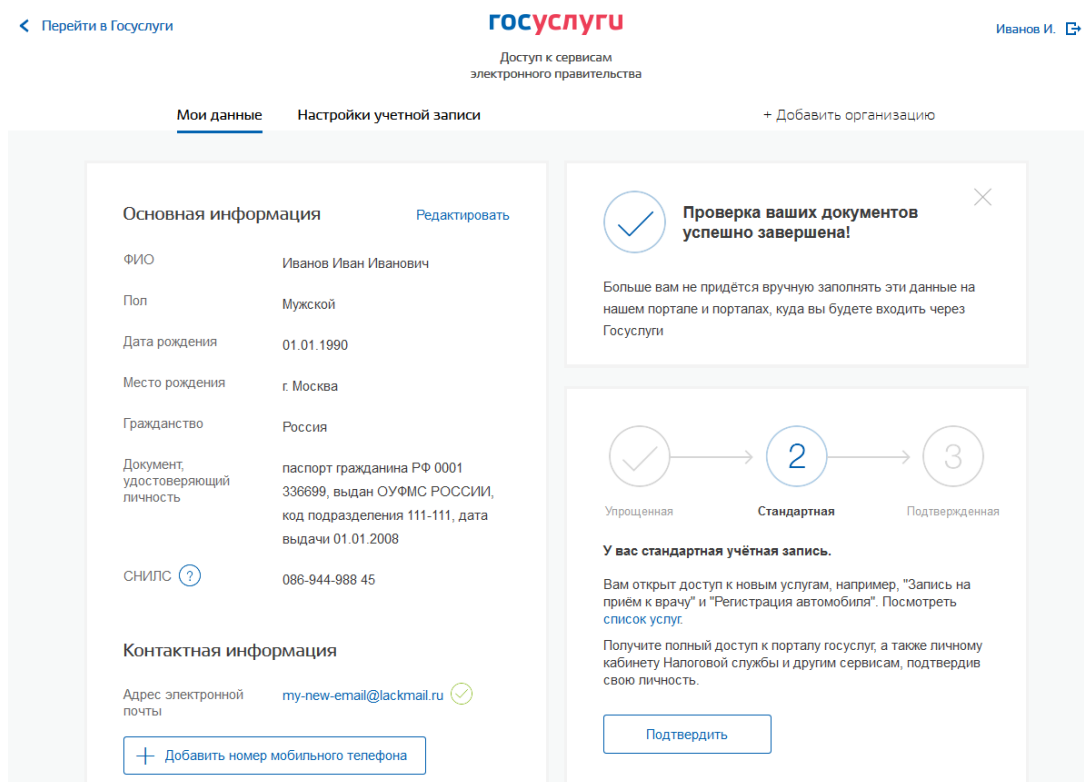 Перейти в Госуслуги
госуслуги
Иванов И.
Доступ к сервисам
электронного правительства
Мои данные
Настройки учетной записи
+ Добавить организацию
Основная информация
Редактировать
ФИО
Иванов Иван Иванович
Пол
Мужской
Дата рождения
01.01.1990
Место рождения
г. Москва
Гражданство
Россия
Документ,
удостоверяющий
личность
паспорт гражданина РФ 0001
336699, выдан ОУФМС РОССИИ,
код подразделения 111-111, дата
выдачи 01.01.2008
СНИЛС ?
086-944-988 45
Контактная информация
Адрес электронной
почты
my-new-email@lackmail.ru
Добавить номер мобильного телефона
Проверка ваших документов
успешно завершена!
Больше вам не придётся вручную заполнять эти данные на
нашем портале и порталах, куда вы будете входить через
Госуслуги
2
3
Упрощенная
Стандартная
Подтвержденная
У вас стандартная учётная запись.
Вам открыт доступ к новым услугам, например, "Запись на
приём к врачу" и "Регистрация автомобиля". Посмотреть
список услуг.
Получите полный доступ к порталу госуслуг, а также личному
кабинету Налоговой службы и другим сервисам, подтвердив
свою личность.
Подтвердить